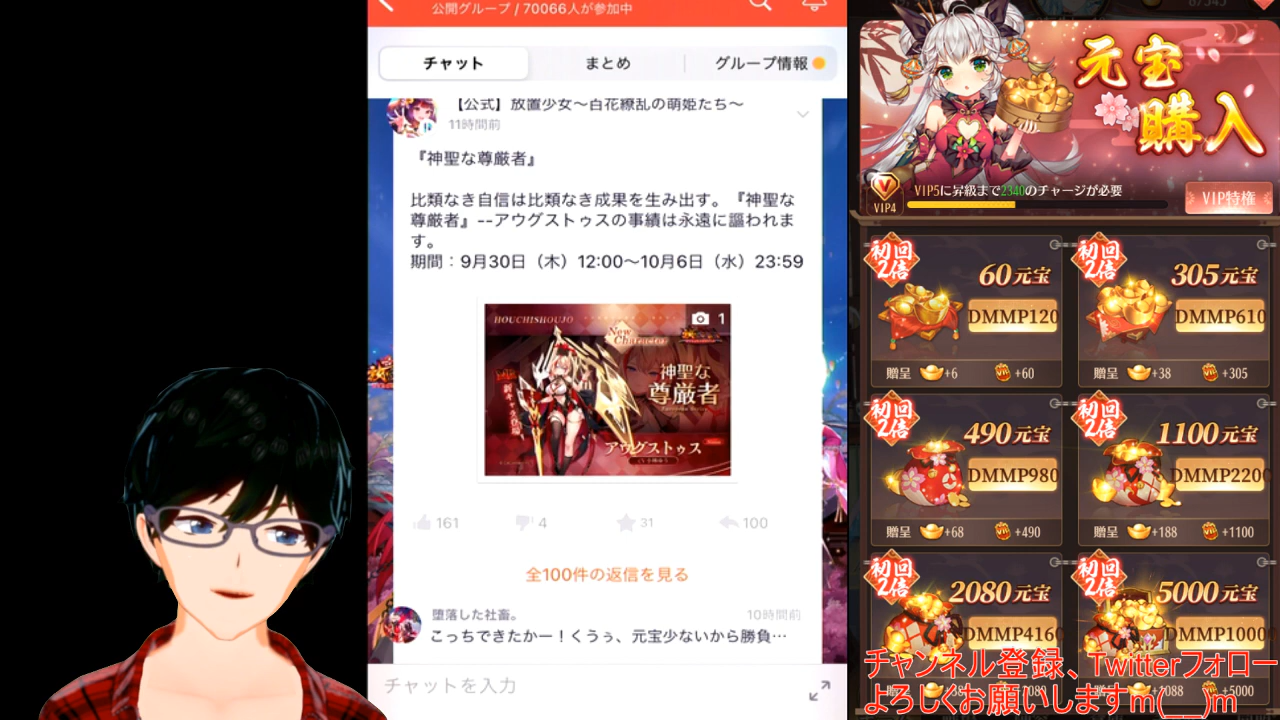 公開グループ / 70066人が参加中
チャット
まとめ
グループ情報
【公式】放置少女〜百花繚乱の萌姫たち〜
11時間前
『神聖な尊厳者』
比類なき自信は比類なき成果を生み出す。『神聖な
尊厳者』--アウグストゥスの事績は永遠に謳われま
す。
期間：9月30日（木）12:00〜10月6日（水）23:59
HOUCHISHOUJO
1
New
Character
神聖な
尊厳者
アウグストゥス
161
4
31
100
全100件の返信を見る
堕落した社畜。
10時間前
こっちできたかー！くうぅ、元宝少ないから勝負…
チャットを入力
元宝
購入
VIP5に昇級まで2340のチャージが必要
VIP4
VIP特権
初回
2倍
60元宝
DMMP120
贈呈 +6 +60
初回
2倍
305元宝
DMMP610
贈呈 +38 +305
初回
2倍
490元宝
DMMP980
贈呈 +68 +490
初回
2倍
1100元宝
DMMP2200
贈呈 +188 +1100
初回
2倍
2080元宝
DMMP4160
初回
2倍
5000元宝
DMMP1000
+5000
チャンネル登録、Twitterフォロー
よろしくお願いしますm(__)m